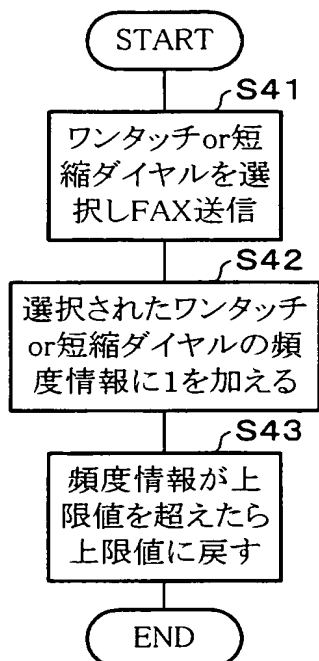 START
S41
ワンタッチor短
縮ダイヤルを選
択しFAX送信
S42
選択されたワンタッチ
or短縮ダイヤルの頻
度情報に1を加える
S43
頻度情報が上
限値を超えたら
上限値に戻す
END